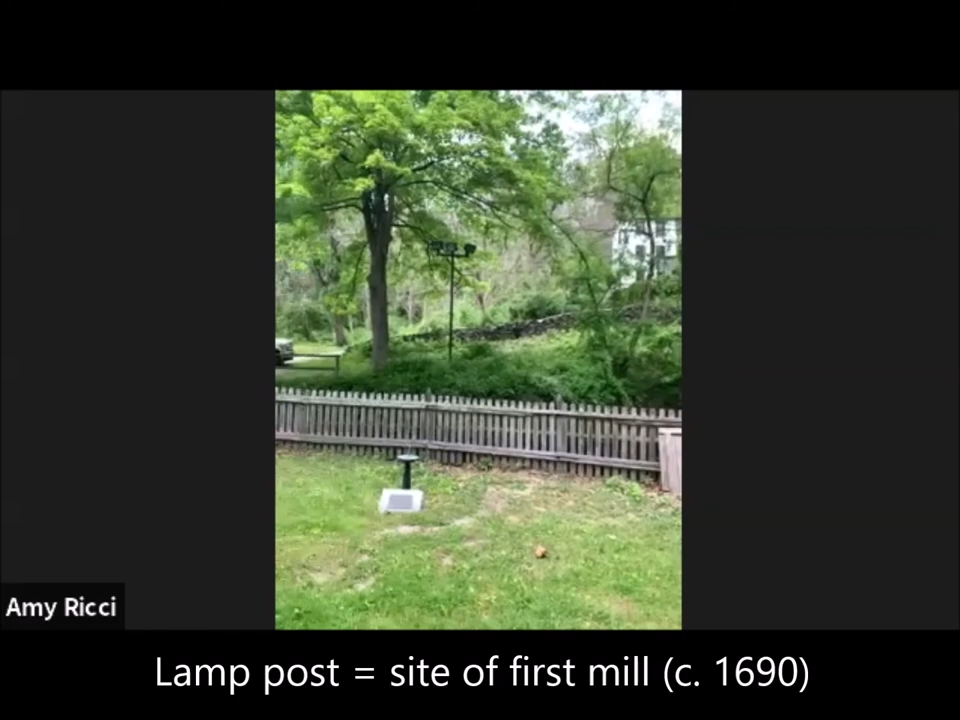 Amy Ricci
Lamp post = site of first mill (c. 1690)